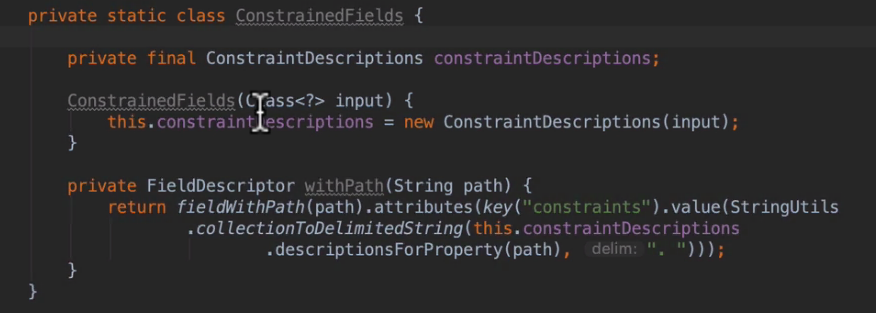 private static class ConstrainedFields {
private final ConstraintDescriptions constraintDescriptions;
ConstrainedFields(Class<?> input) {
this.constraintDescriptions = new ConstraintDescriptions(input);
}
private FieldDescriptor withPath(String path) {
return fieldWithPath(path).attributes(key("constraints").value(StringUtils
.collectionToDelimitedString(this.constraintDescriptions
.descriptionsForProperty(path), delim: ". ")));
}
}